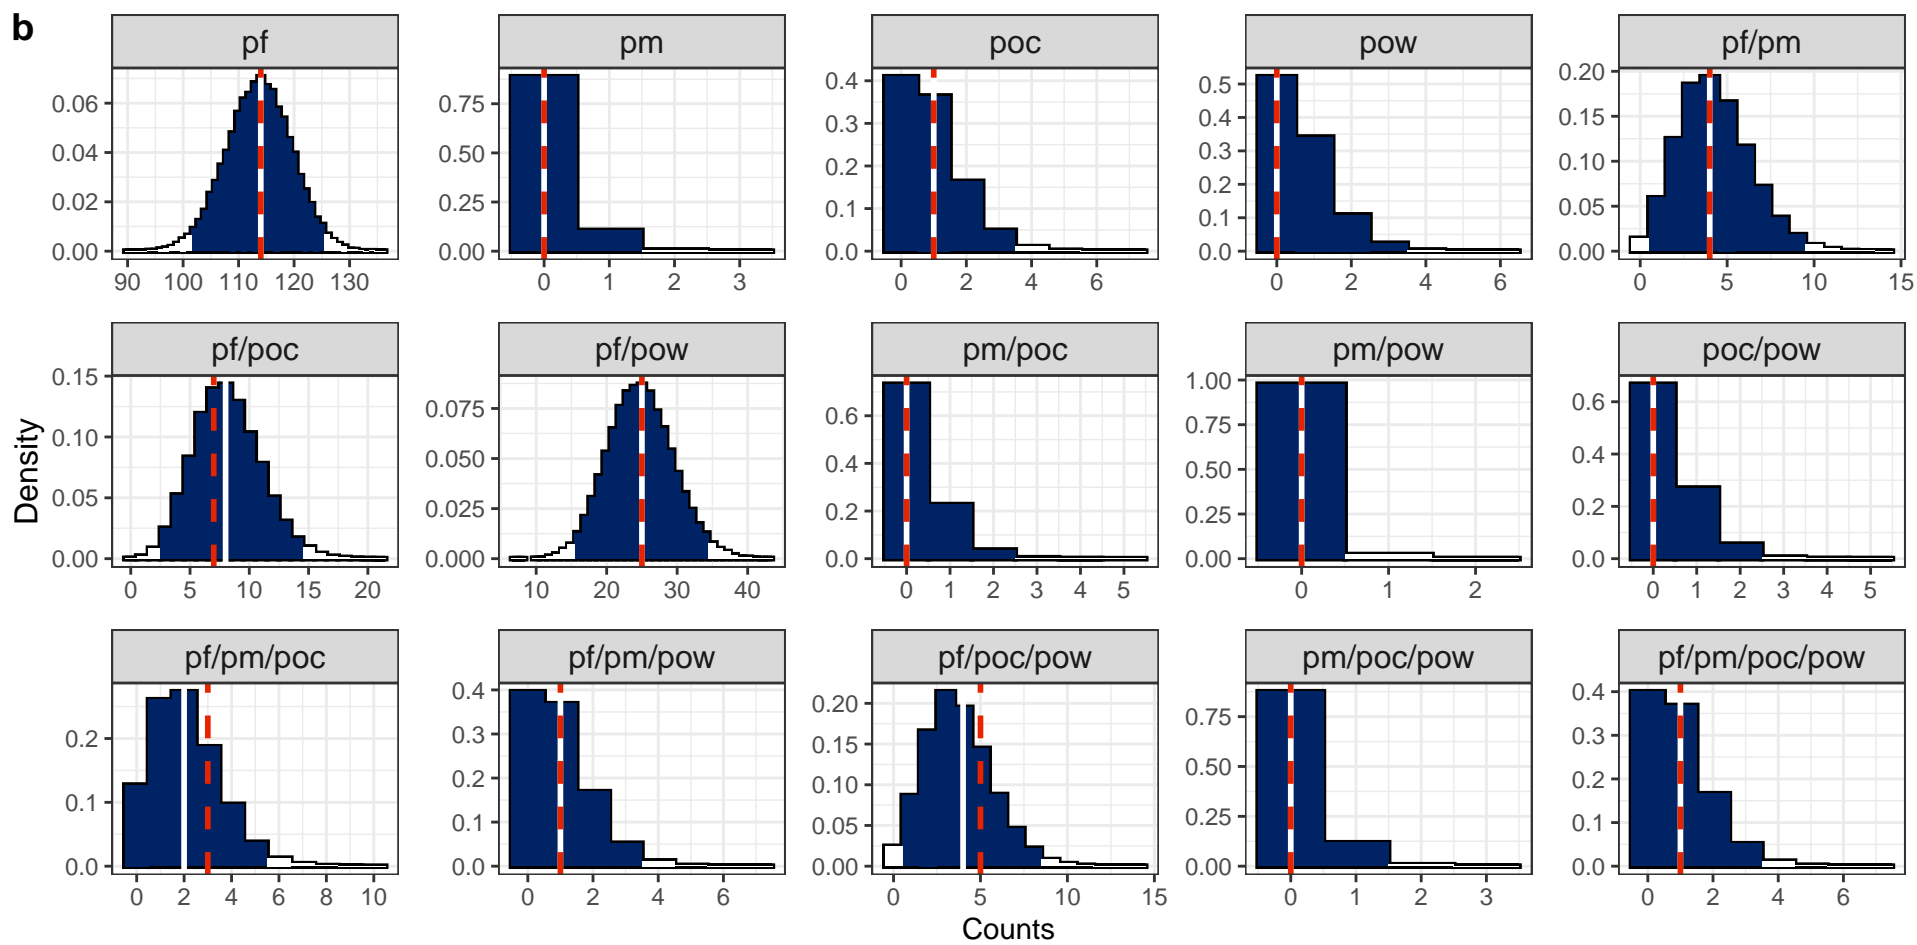 b
pf
pm
poc
pow
pf/pm
0.06
0.04
0.02
0.00
90 100 110 120 130
0.75
0.50
0.25
0.00
0 1 2 3
0.4
0.3
0.2
0.1
0.0
0 2 4 6
0.5
0.4
0.3
0.2
0.1
0.0
0 2 4 6
0.20
0.15
0.10
0.05
0.00
0 5 10 15
Density
pf/poc
pf/pow
pm/poc
pm/pow
poc/pow
0.15
0.10
0.05
0.00
0 5 10 15 20
0.075
0.050
0.025
0.000
10 20 30 40
0.6
0.4
0.2
0.0
0 1 2 3 4 5
1.00
0.75
0.50
0.25
0.00
0 1 2
0.6
0.4
0.2
0.0
0 1 2 3 4 5
pf/pm/poc
pf/pm/pow
pf/poc/pow
pm/poc/pow
pf/pm/poc/pow
0.2
0.1
0.0
0 2 4 6 8 10
0.4
0.3
0.2
0.1
0.0
0 2 4 6
0.20
0.15
0.10
0.05
0.00
0 5 10 15
0.75
0.50
0.25
0.00
0 1 2 3
0.4
0.3
0.2
0.1
0.0
0 2 4 6
Counts